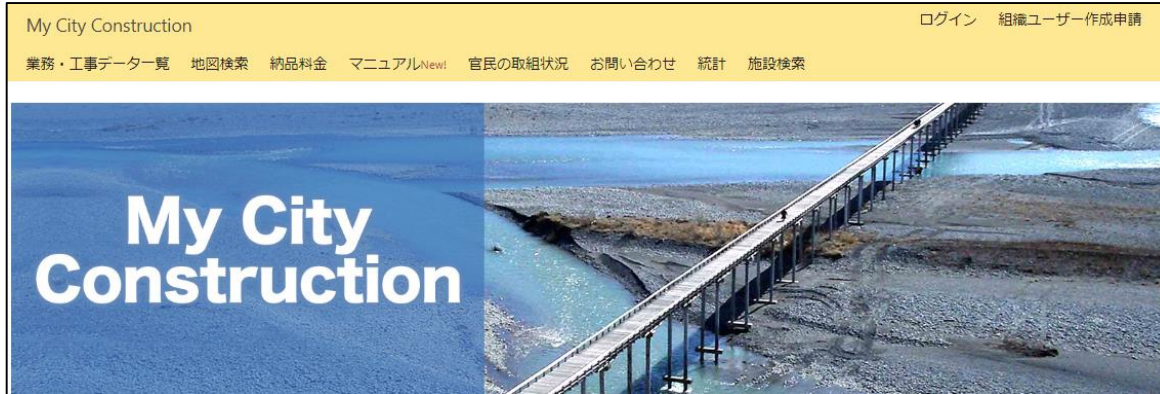 My City Construction
ログイン 組織ユーザー作成申請
業務・工事データ一覧 地図検索 納品料金 マニュアルNew! 官民の取組状況 お問い合わせ 統計 施設検索
My City
Construction